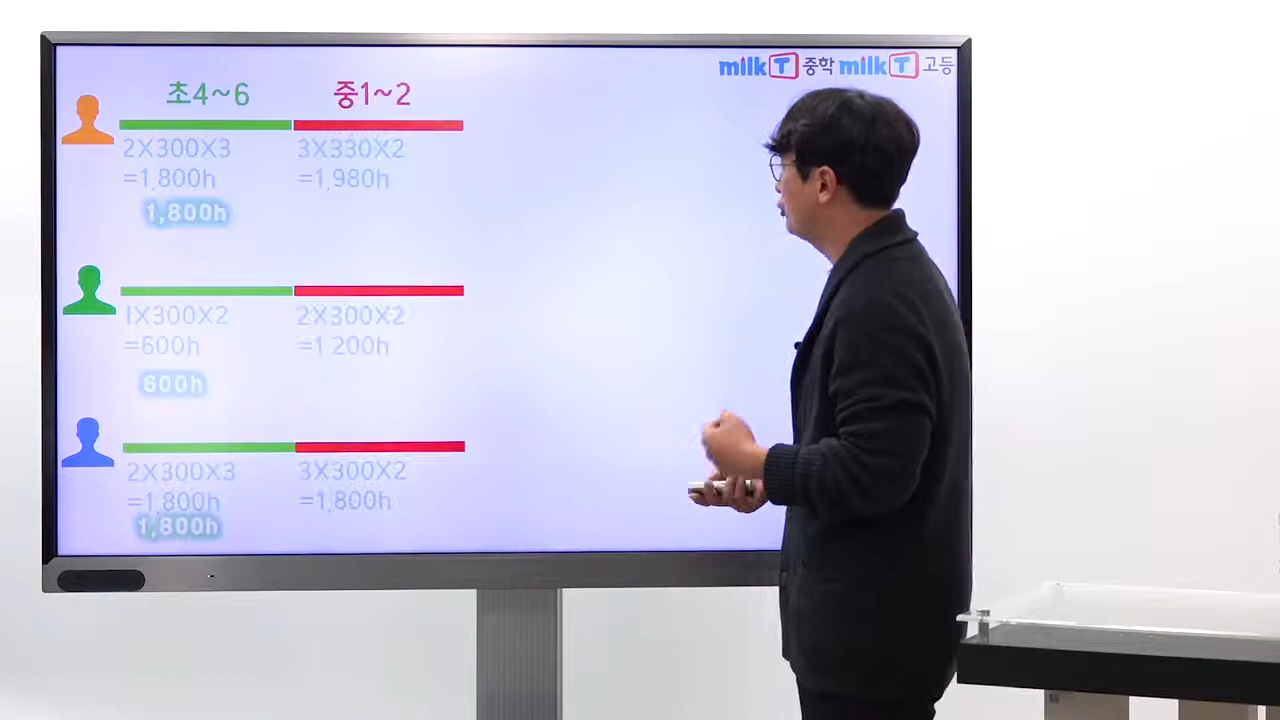 milk T 중학 milk T 고등
초4~6 중1~2
2X300X3 3X330X2
=1,800h =1,980h
1,800h
1X300X2 2X300X2
=600h =1 200h
600h
2X300X3 3X300X2
=1,800h =1,800h
1,800h